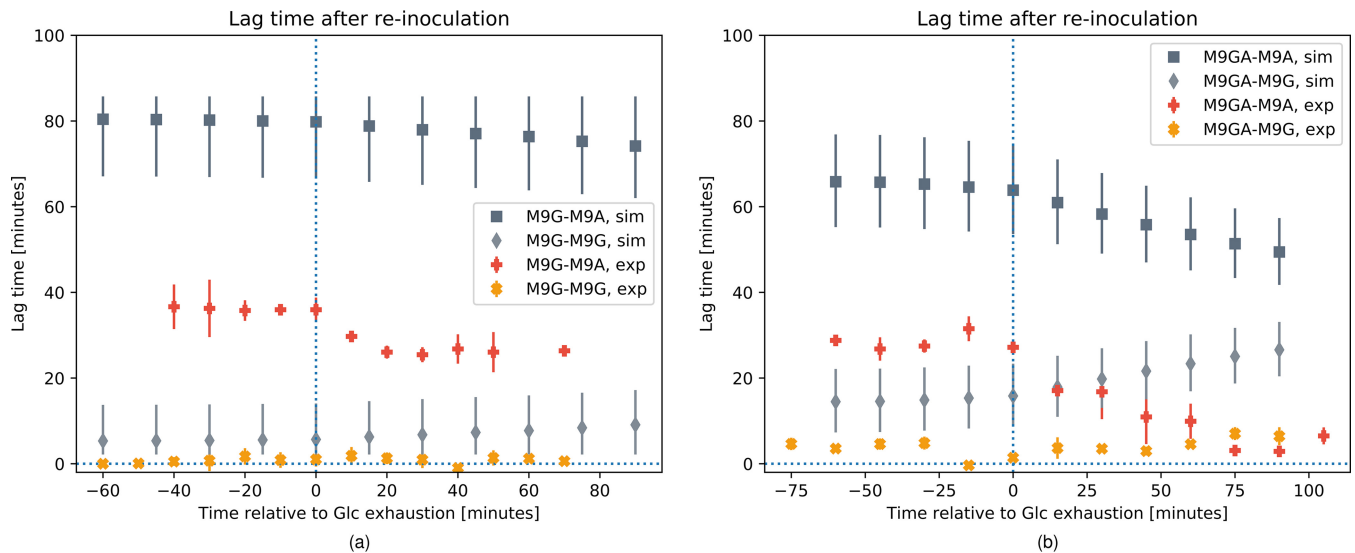 Lag time after re-inoculation
100
80
60
40
20
0
Lag time [minutes]
M9G-M9A, sim
M9G-M9G, sim
M9G-M9A, exp
M9G-M9G, exp
−60
−40
−20
0
20
40
60
80
Time relative to Glc exhaustion [minutes]
(a)
Lag time after re-inoculation
100
80
60
40
20
0
Lag time [minutes]
M9GA-M9A, sim
M9GA-M9G, sim
M9GA-M9A, exp
M9GA-M9G, exp
−75
−50
−25
0
25
50
75
100
Time relative to Glc exhaustion [minutes]
(b)